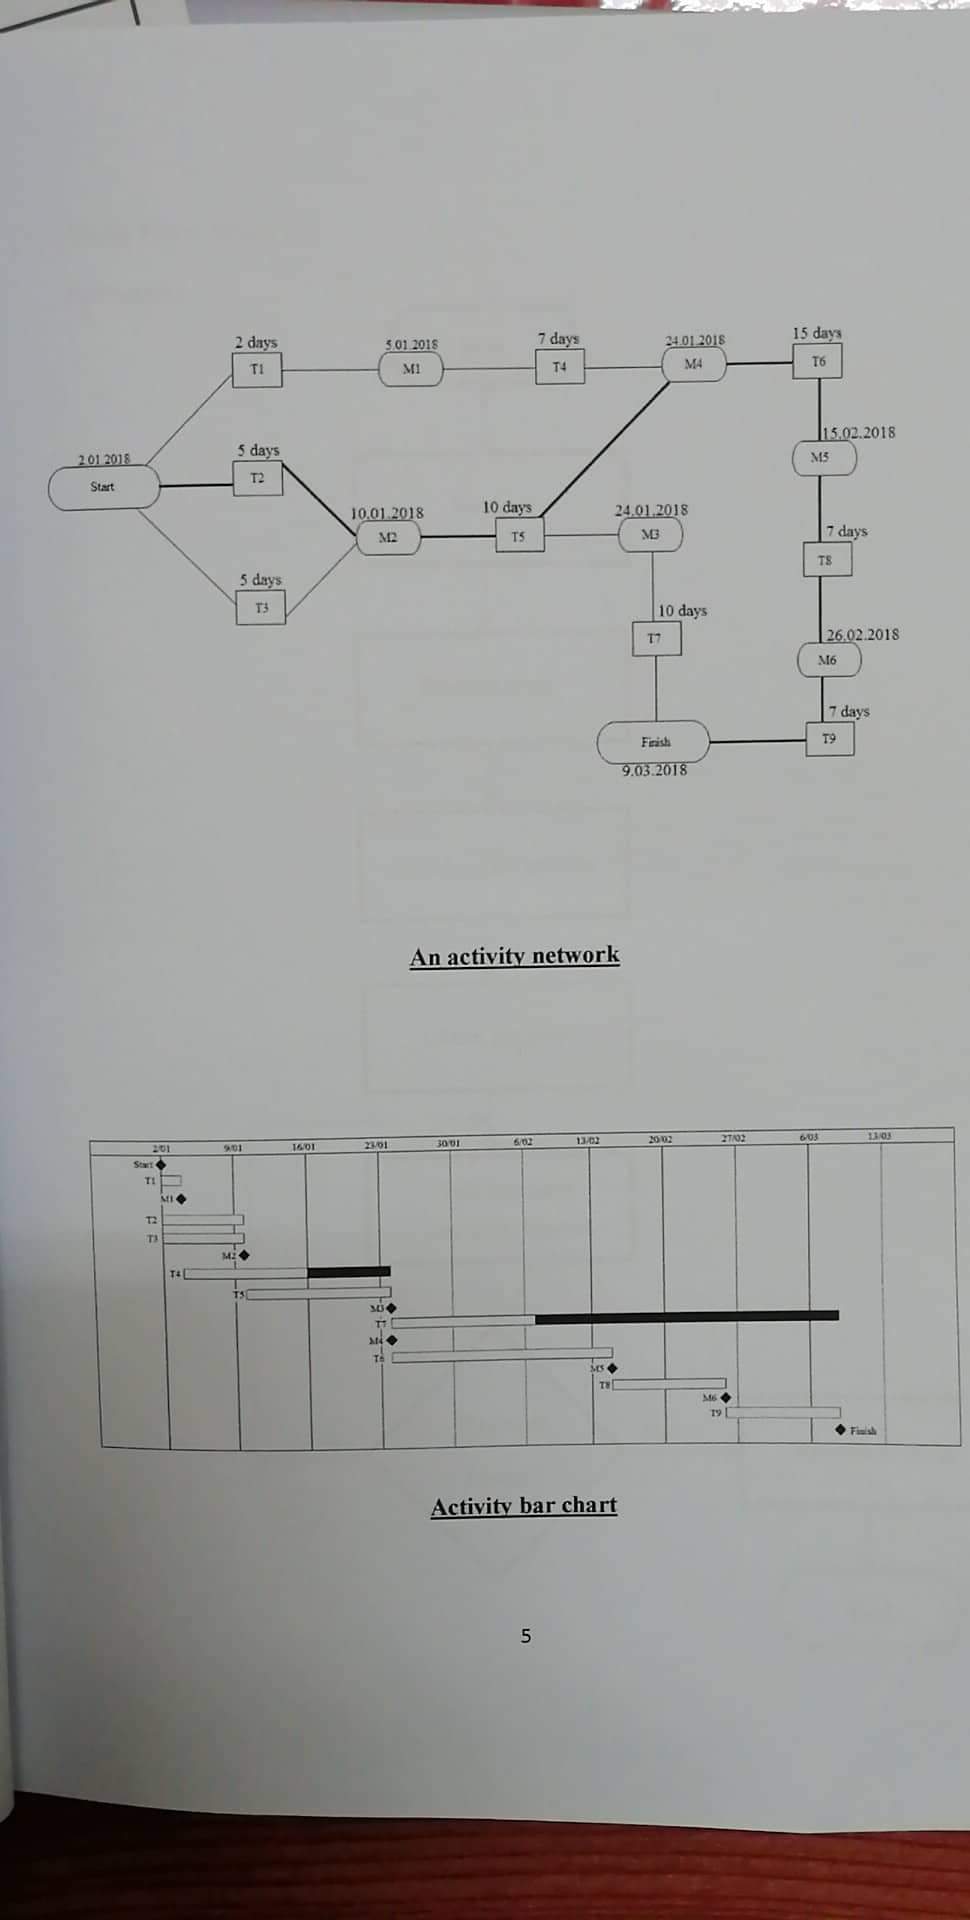 2 days
T1
5.01.2018
M1
7 days
T4
24.01.2018
M4
15 days
T6
2.01.2018
Start
5 days
T2
15.02.2018
M5
10.01.2018
M2
10 days
T5
24.01.2018
M3
7 days
T8
5 days
T3
10 days
T7
26.02.2018
M6
7 days
T9
Finish
9.03.2018
An activity network
2/01 9/01 16/01 23/01 30/01 6/02 13/02 20/02 27/02 6/03 13/03
Start
T1
M1
T2
T3
M2
T4
T5
M3
T7
M4
T6
M5
T8
M6
T9
Finish
Activity bar chart
5